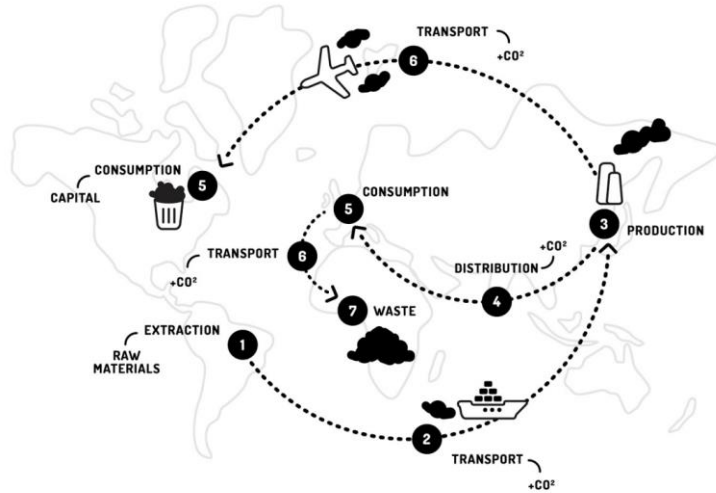 TRANSPORT
+CO²
6
CONSUMPTION
5
CAPITAL
5
CONSUMPTION
3
PRODUCTION
+CO²
TRANSPORT
6
DISTRIBUTION
+CO²
4
7
WASTE
EXTRACTION
1
RAW
MATERIALS
2
TRANSPORT
+CO²